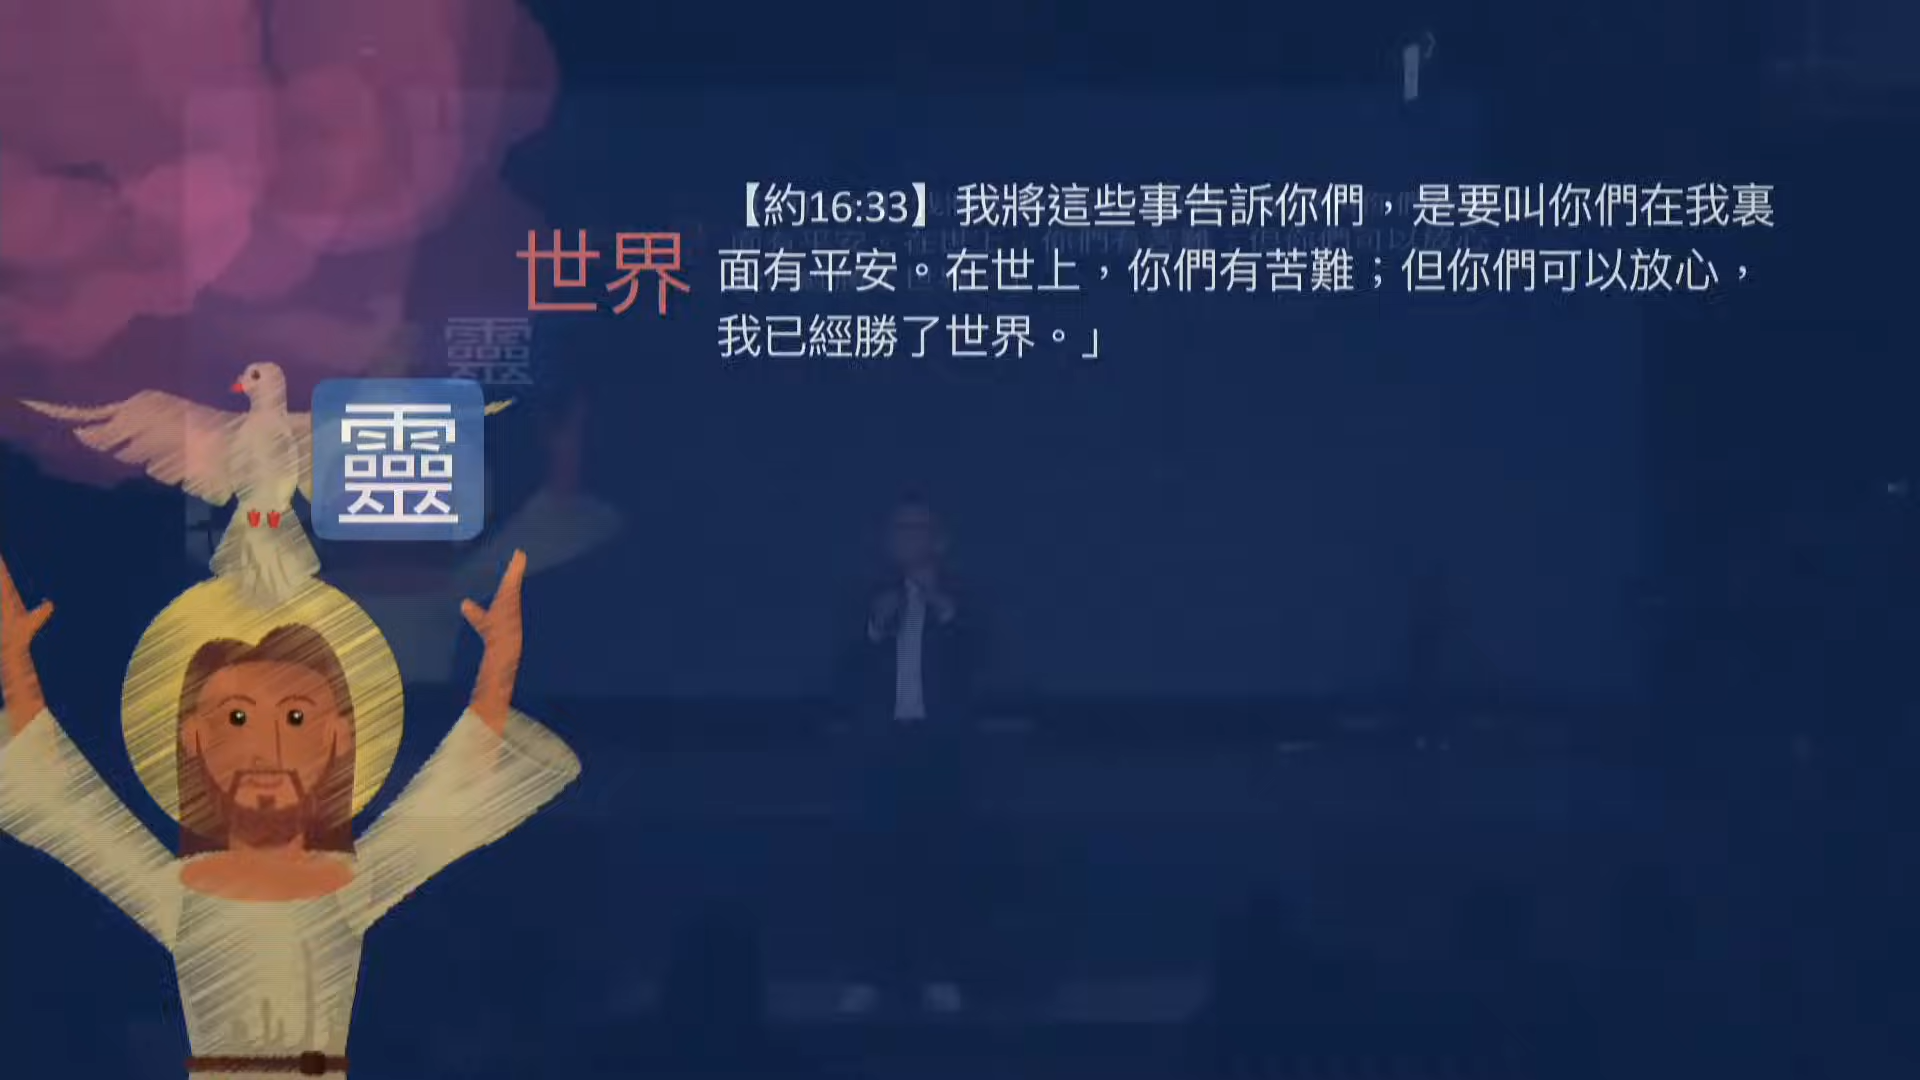 【約16:33】我將這些事告訴你們，是要叫你們在我裏
面有平安。在世上，你們有苦難；但你們可以放心，
我已經勝了世界。」
世界
靈
靈